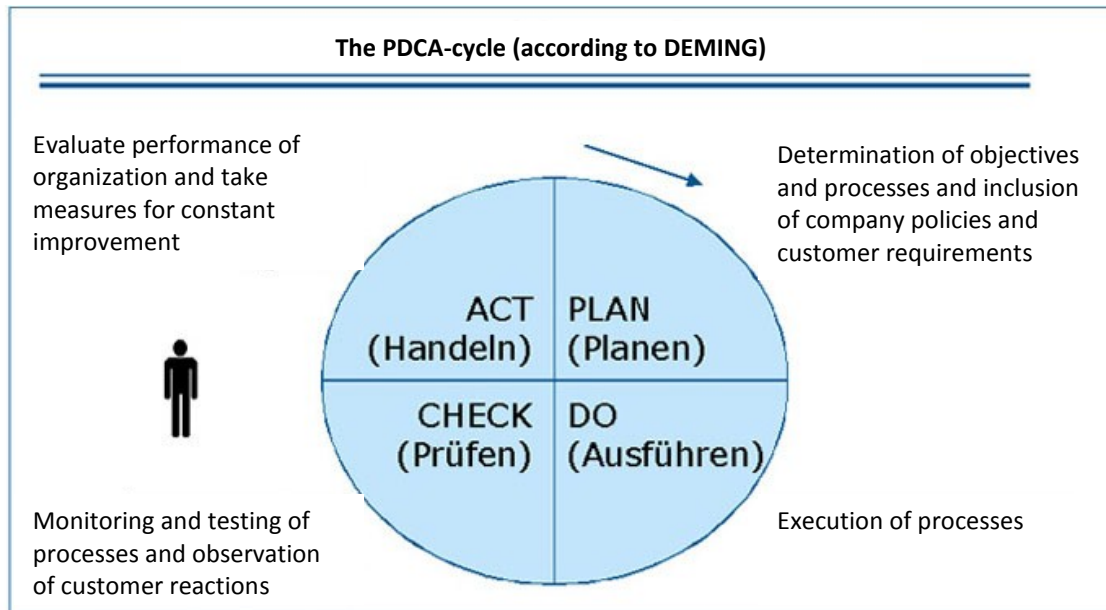 The PDCA-cycle (according to DEMING)
Evaluate performance of
organization and take
measures for constant
improvement
Determination of objectives
and processes and inclusion
of company policies and
customer requirements
ACT
(Handeln)
PLAN
(Planen)
CHECK
(Prüfen)
DO
(Ausführen)
Monitoring and testing of
processes and observation
of customer reactions
Execution of processes